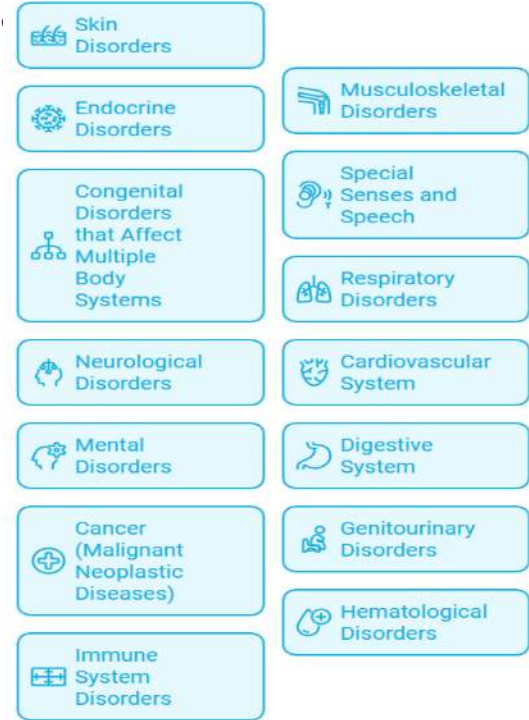 Skin
Disorders
Endocrine
Disorders
Congenital
Disorders
that Affect
Multiple
Body
Systems
Neurological
Disorders
Mental
Disorders
Cancer
(Malignant
Neoplastic
Diseases)
Immune
System
Disorders
Musculoskeletal
Disorders
Special
Senses and
Speech
Respiratory
Disorders
Cardiovascular
System
Digestive
System
Genitourinary
Disorders
Hematological
Disorders